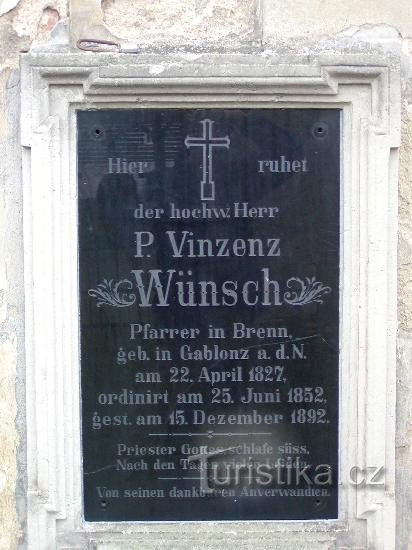 Hier ruhet
der hochw. Herr
P. Vinzenz
Wünsch
Pfarrer in Brenn,
geb. in Gablonz a. d. N.
am 22. April 1827,
ordinirt am 25. Juni 1852,
gest. am 15. Dezember 1892.
Priester Gottes schlafe süss,
Nach den Tagen vieler
Von seinen dankbaren Anverwandten.
turistika.cz